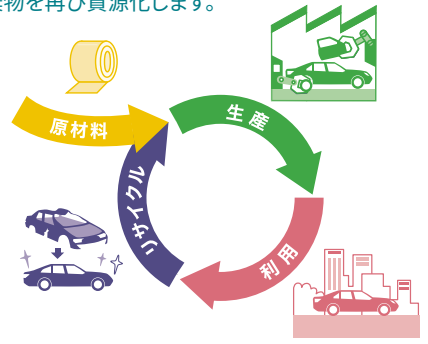 物を再び資源化します。
原材料
生産
利用
リサイクル